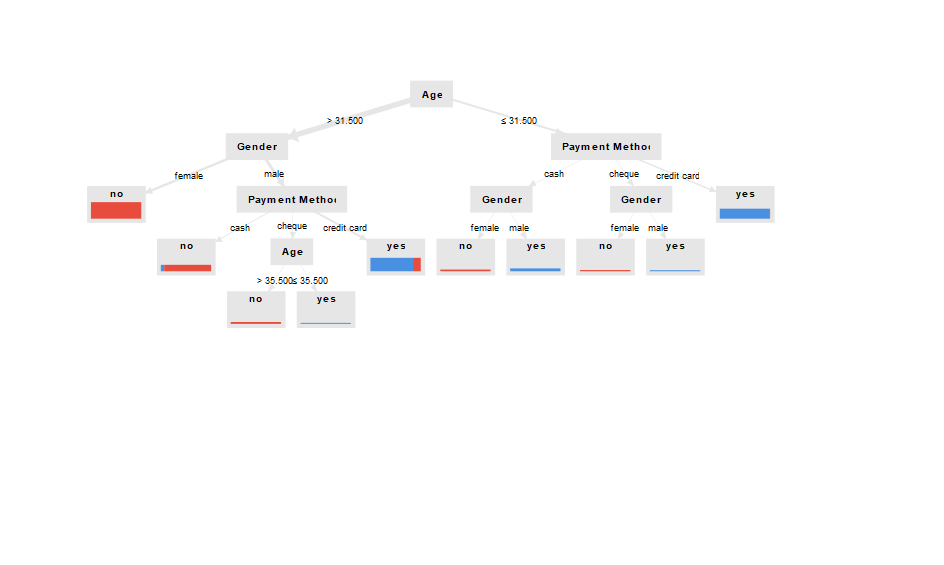 Age
> 31.500
≤ 31.500
Gender
Payment Metho
female
male
cash
cheque
credit card
no
Payment Metho
Gender
Gender
yes
cash
cheque
credit card
female
male
female
male
no
Age
yes
no
yes
no
yes
> 35.500
≤ 35.500
no
yes